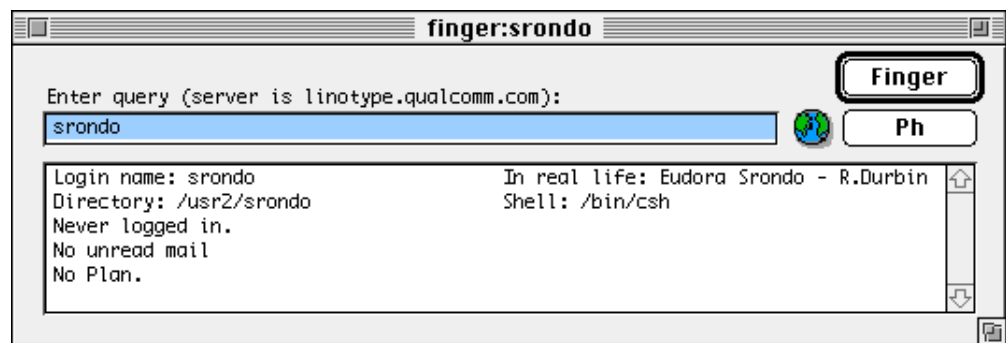 finger:srondo
Finger
Enter query (server is linotype.qualcomm.com):
srondo
Ph
Login name: srondo In real life: Eudora Srondo - R.Durbin
Directory: /usr2/srondo Shell: /bin/csh
Never logged in.
No unread mail
No Plan.